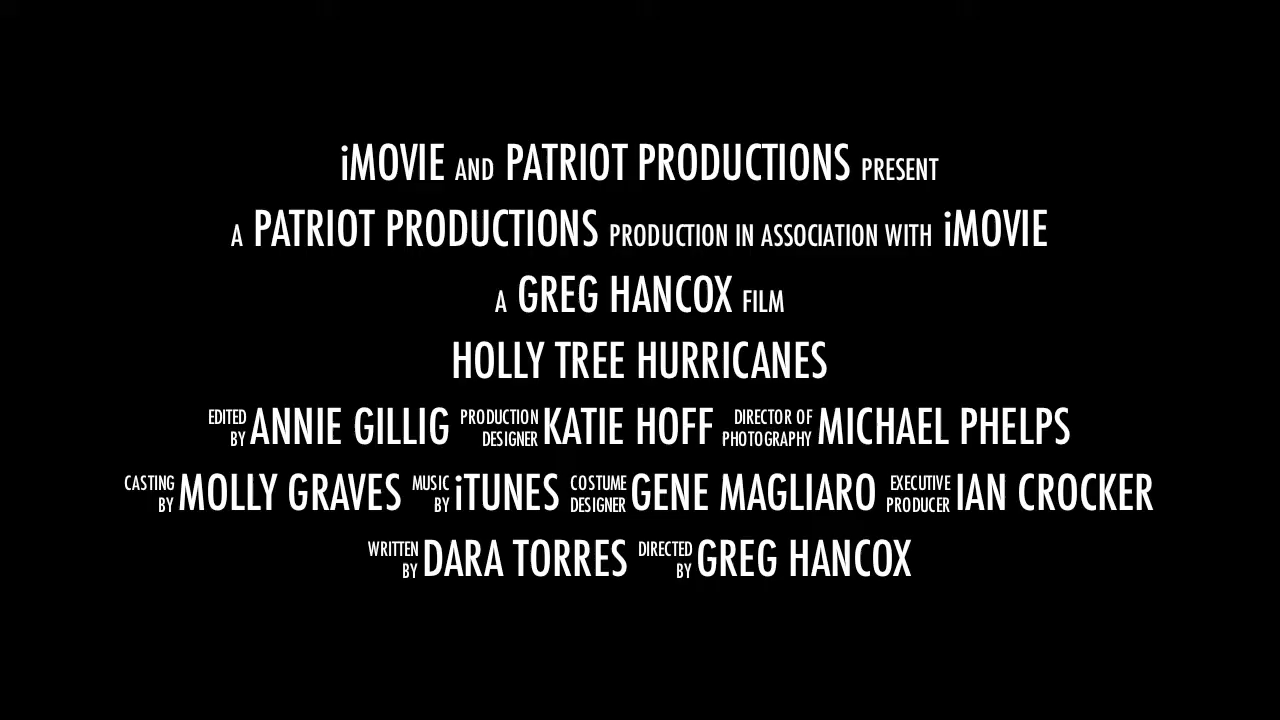 iMOVIE AND PATRIOT PRODUCTIONS PRESENT
A PATRIOT PRODUCTIONS PRODUCTION IN ASSOCIATION WITH iMOVIE
A GREG HANCOX FILM
HOLLY TREE HURRICANES
EDITED BY ANNIE GILLIG PRODUCTION DESIGNER KATIE HOFF DIRECTOR OF PHOTOGRAPHY MICHAEL PHELPS
CASTING BY MOLLY GRAVES MUSIC BY iTUNES COSTUME DESIGNER GENE MAGLIARO EXECUTIVE PRODUCER IAN CROCKER
WRITTEN BY DARA TORRES DIRECTED BY GREG HANCOX